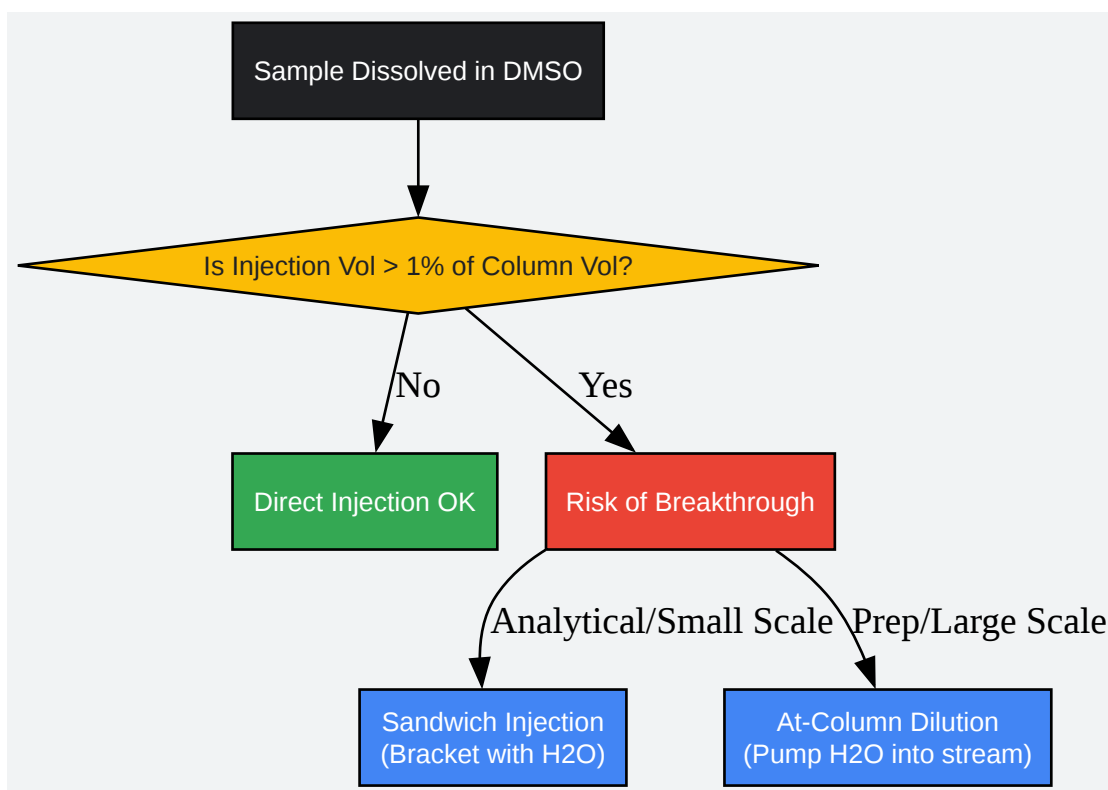 Sample Dissolved in DMSO
Is Injection Vol > 1% of Column Vol?
No
Yes
Direct Injection OK
Risk of Breakthrough
Analytical/Small Scale
Prep/Large Scale
Sandwich Injection
(Bracket with H2O)
At-Column Dilution
(Pump H2O into stream)